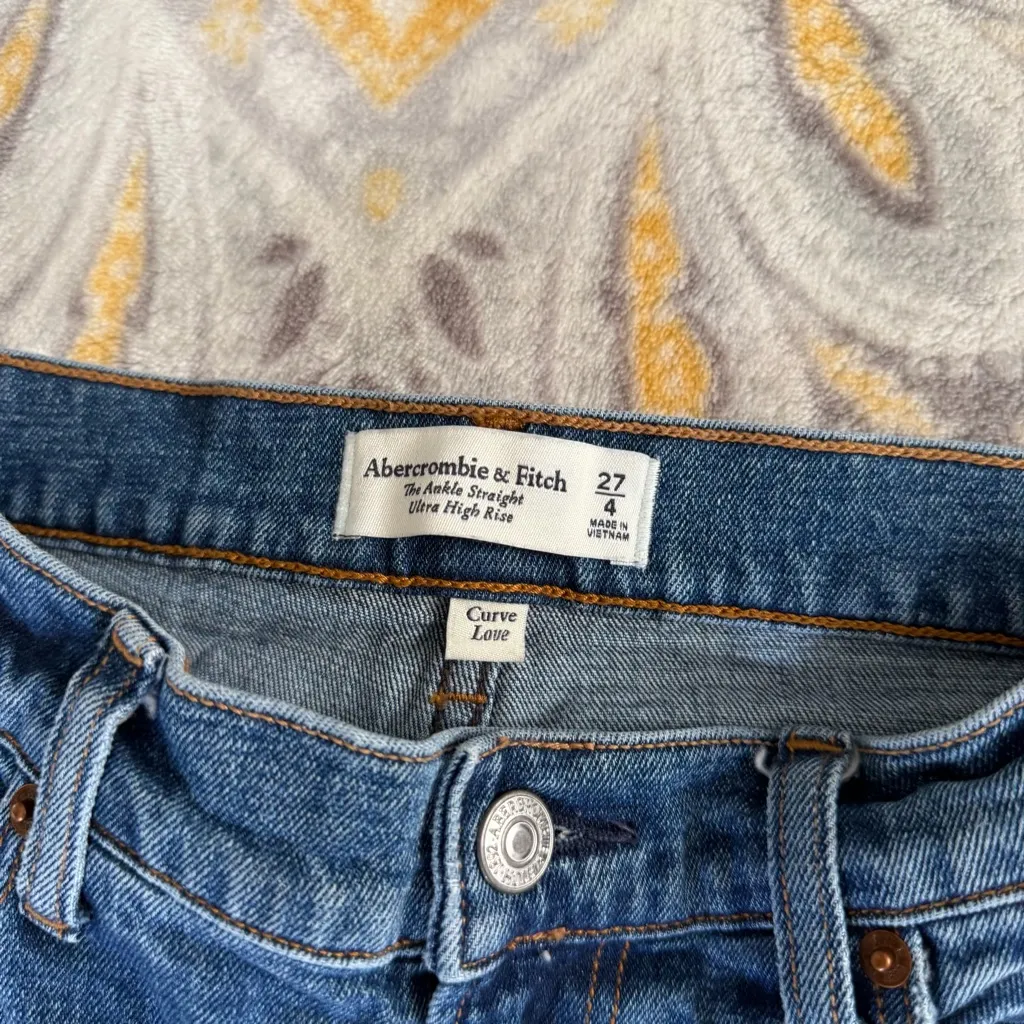 Abercrombie & Fitch
The Ankle Straight
Ultra High Rise
27
4
MADE IN
VIETNAM
Curve
Love